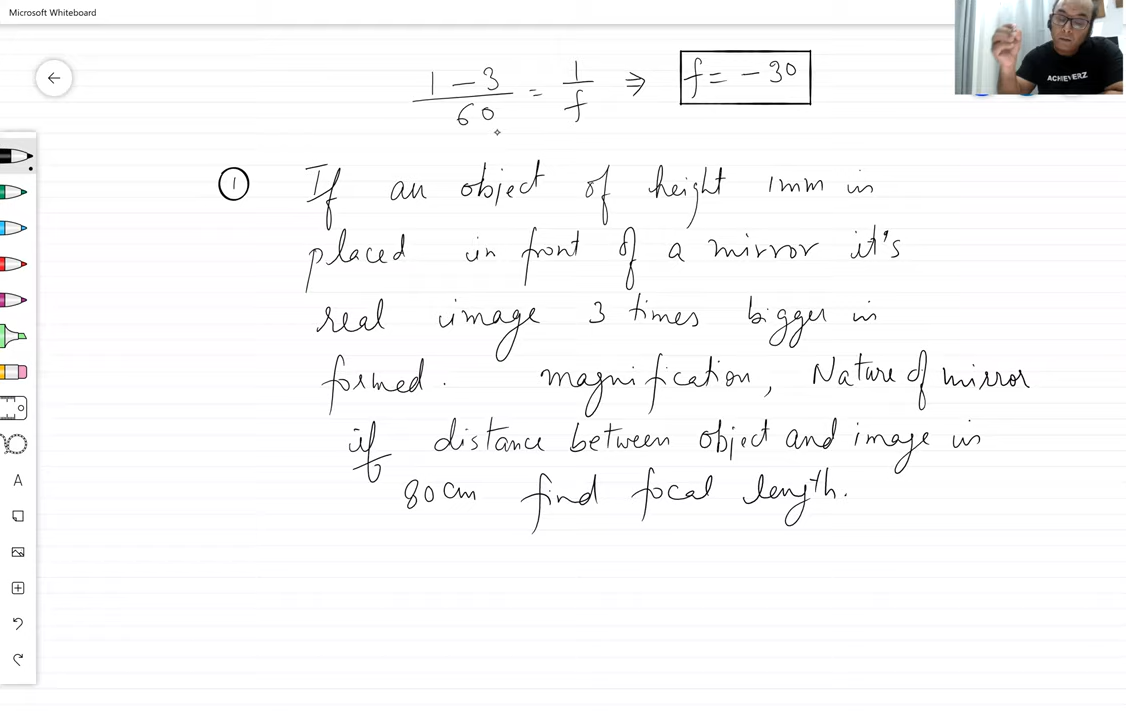 Microsoft Whiteboard
ACHIEVERZ
1 - 3 / 60 = 1 / f ⇒ f = - 30
① If an object of height 1mm is
placed in front of a mirror it's
real image 3 times bigger is
formed. magnification, Nature of mirror
if distance between object and image is
80 cm find focal length.
A